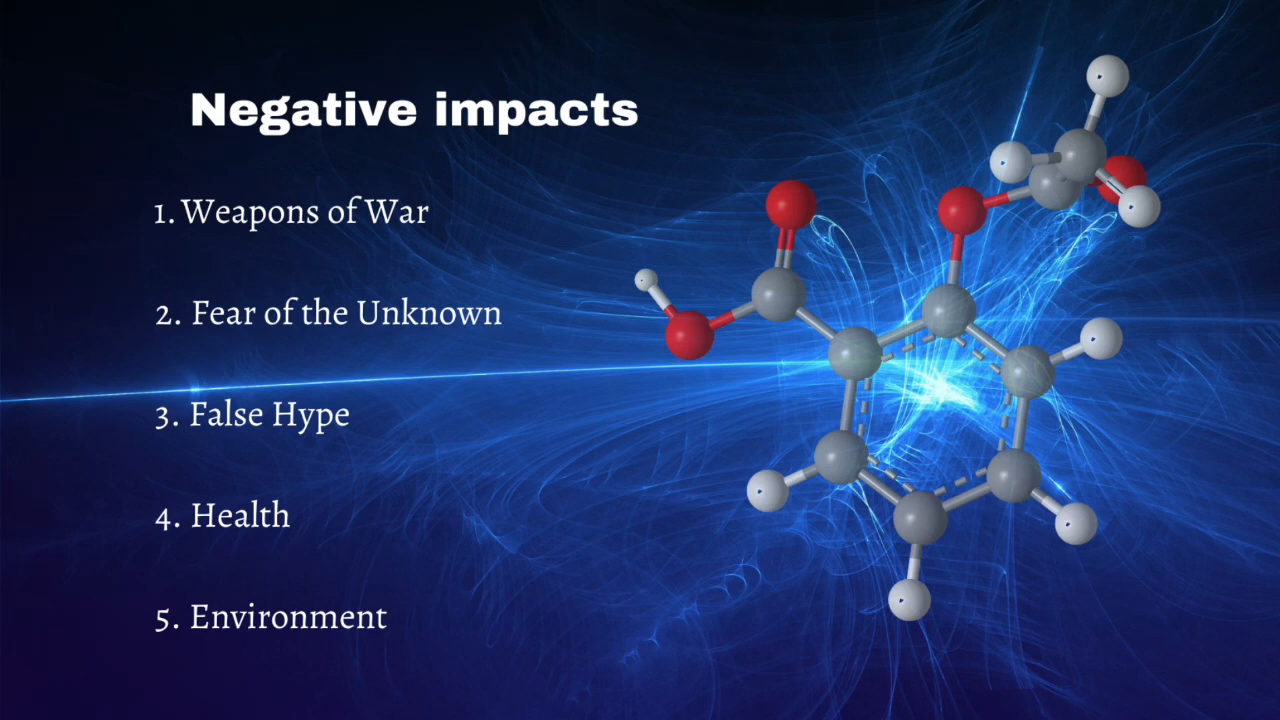 Negative impacts
1. Weapons of War
2. Fear of the Unknown
3. False Hype
4. Health
5. Environment